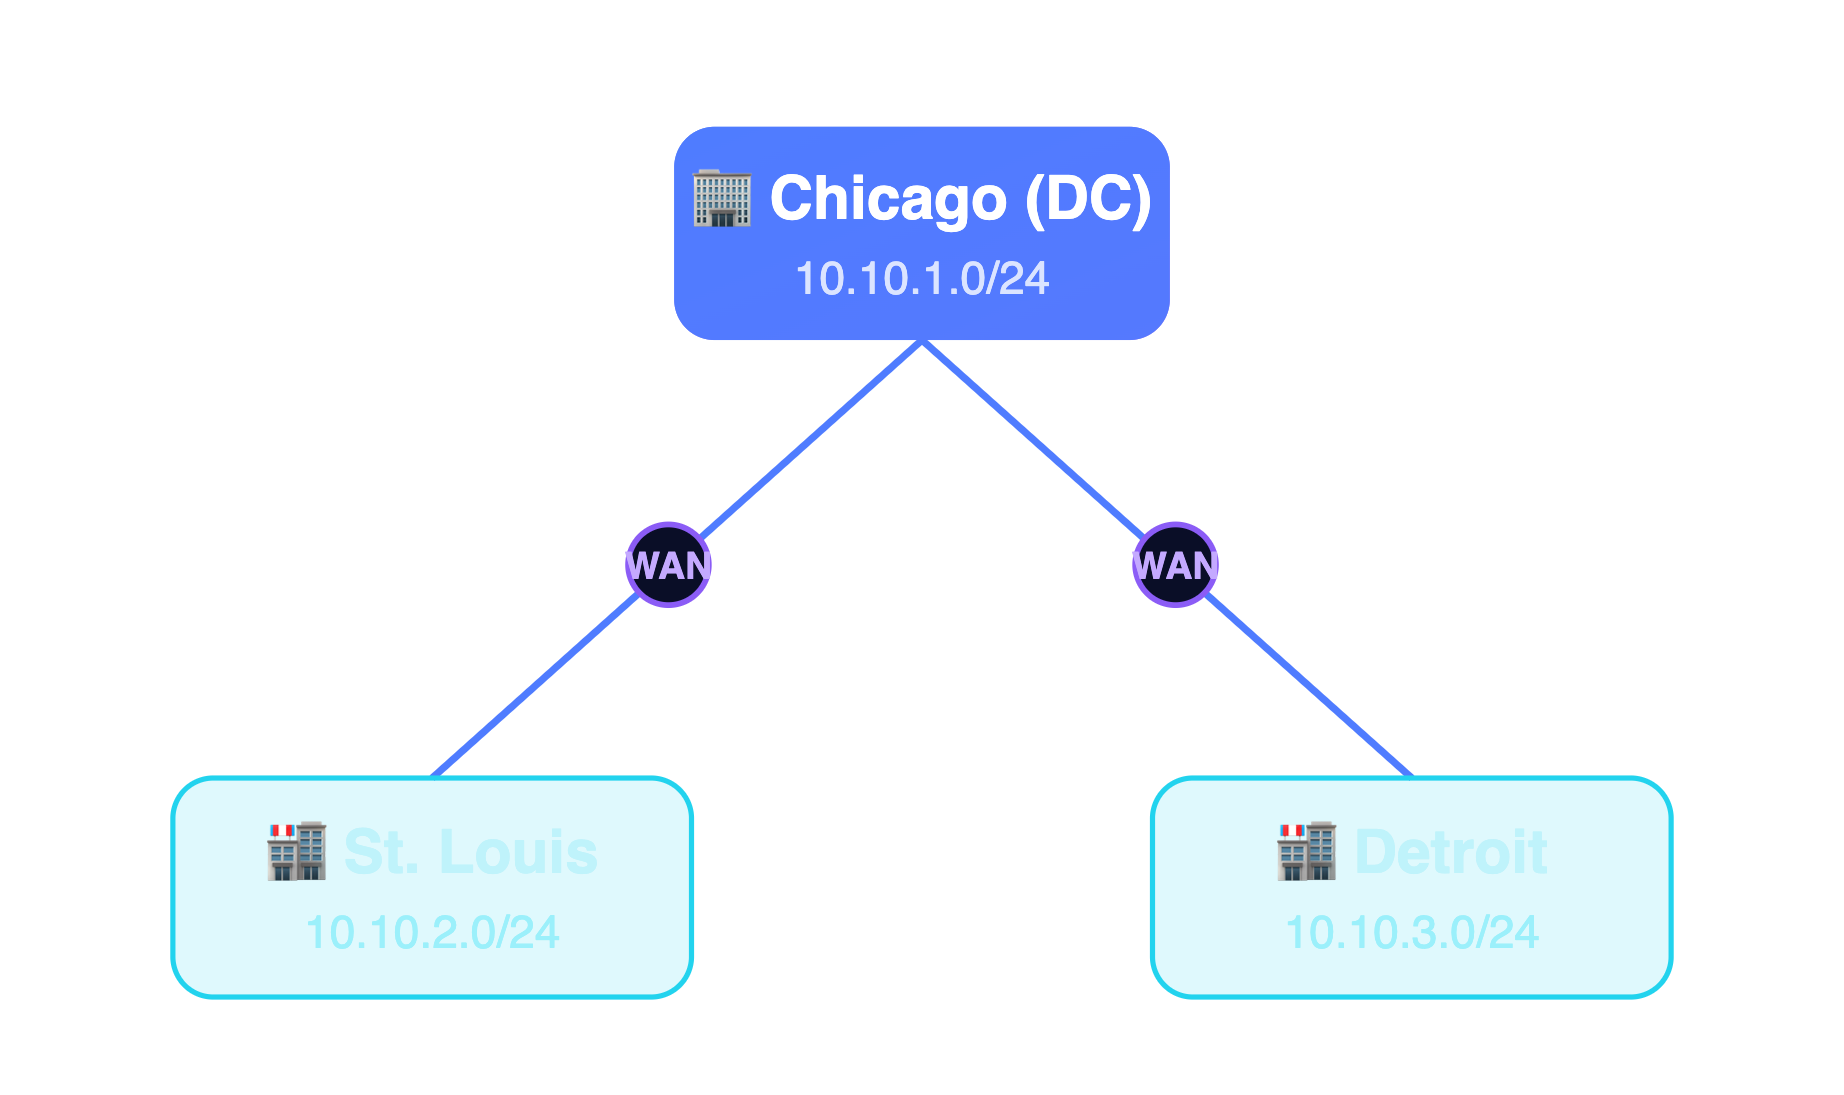 Chicago (DC)
10.10.1.0/24
WAN
WAN
St. Louis
10.10.2.0/24
Detroit
10.10.3.0/24